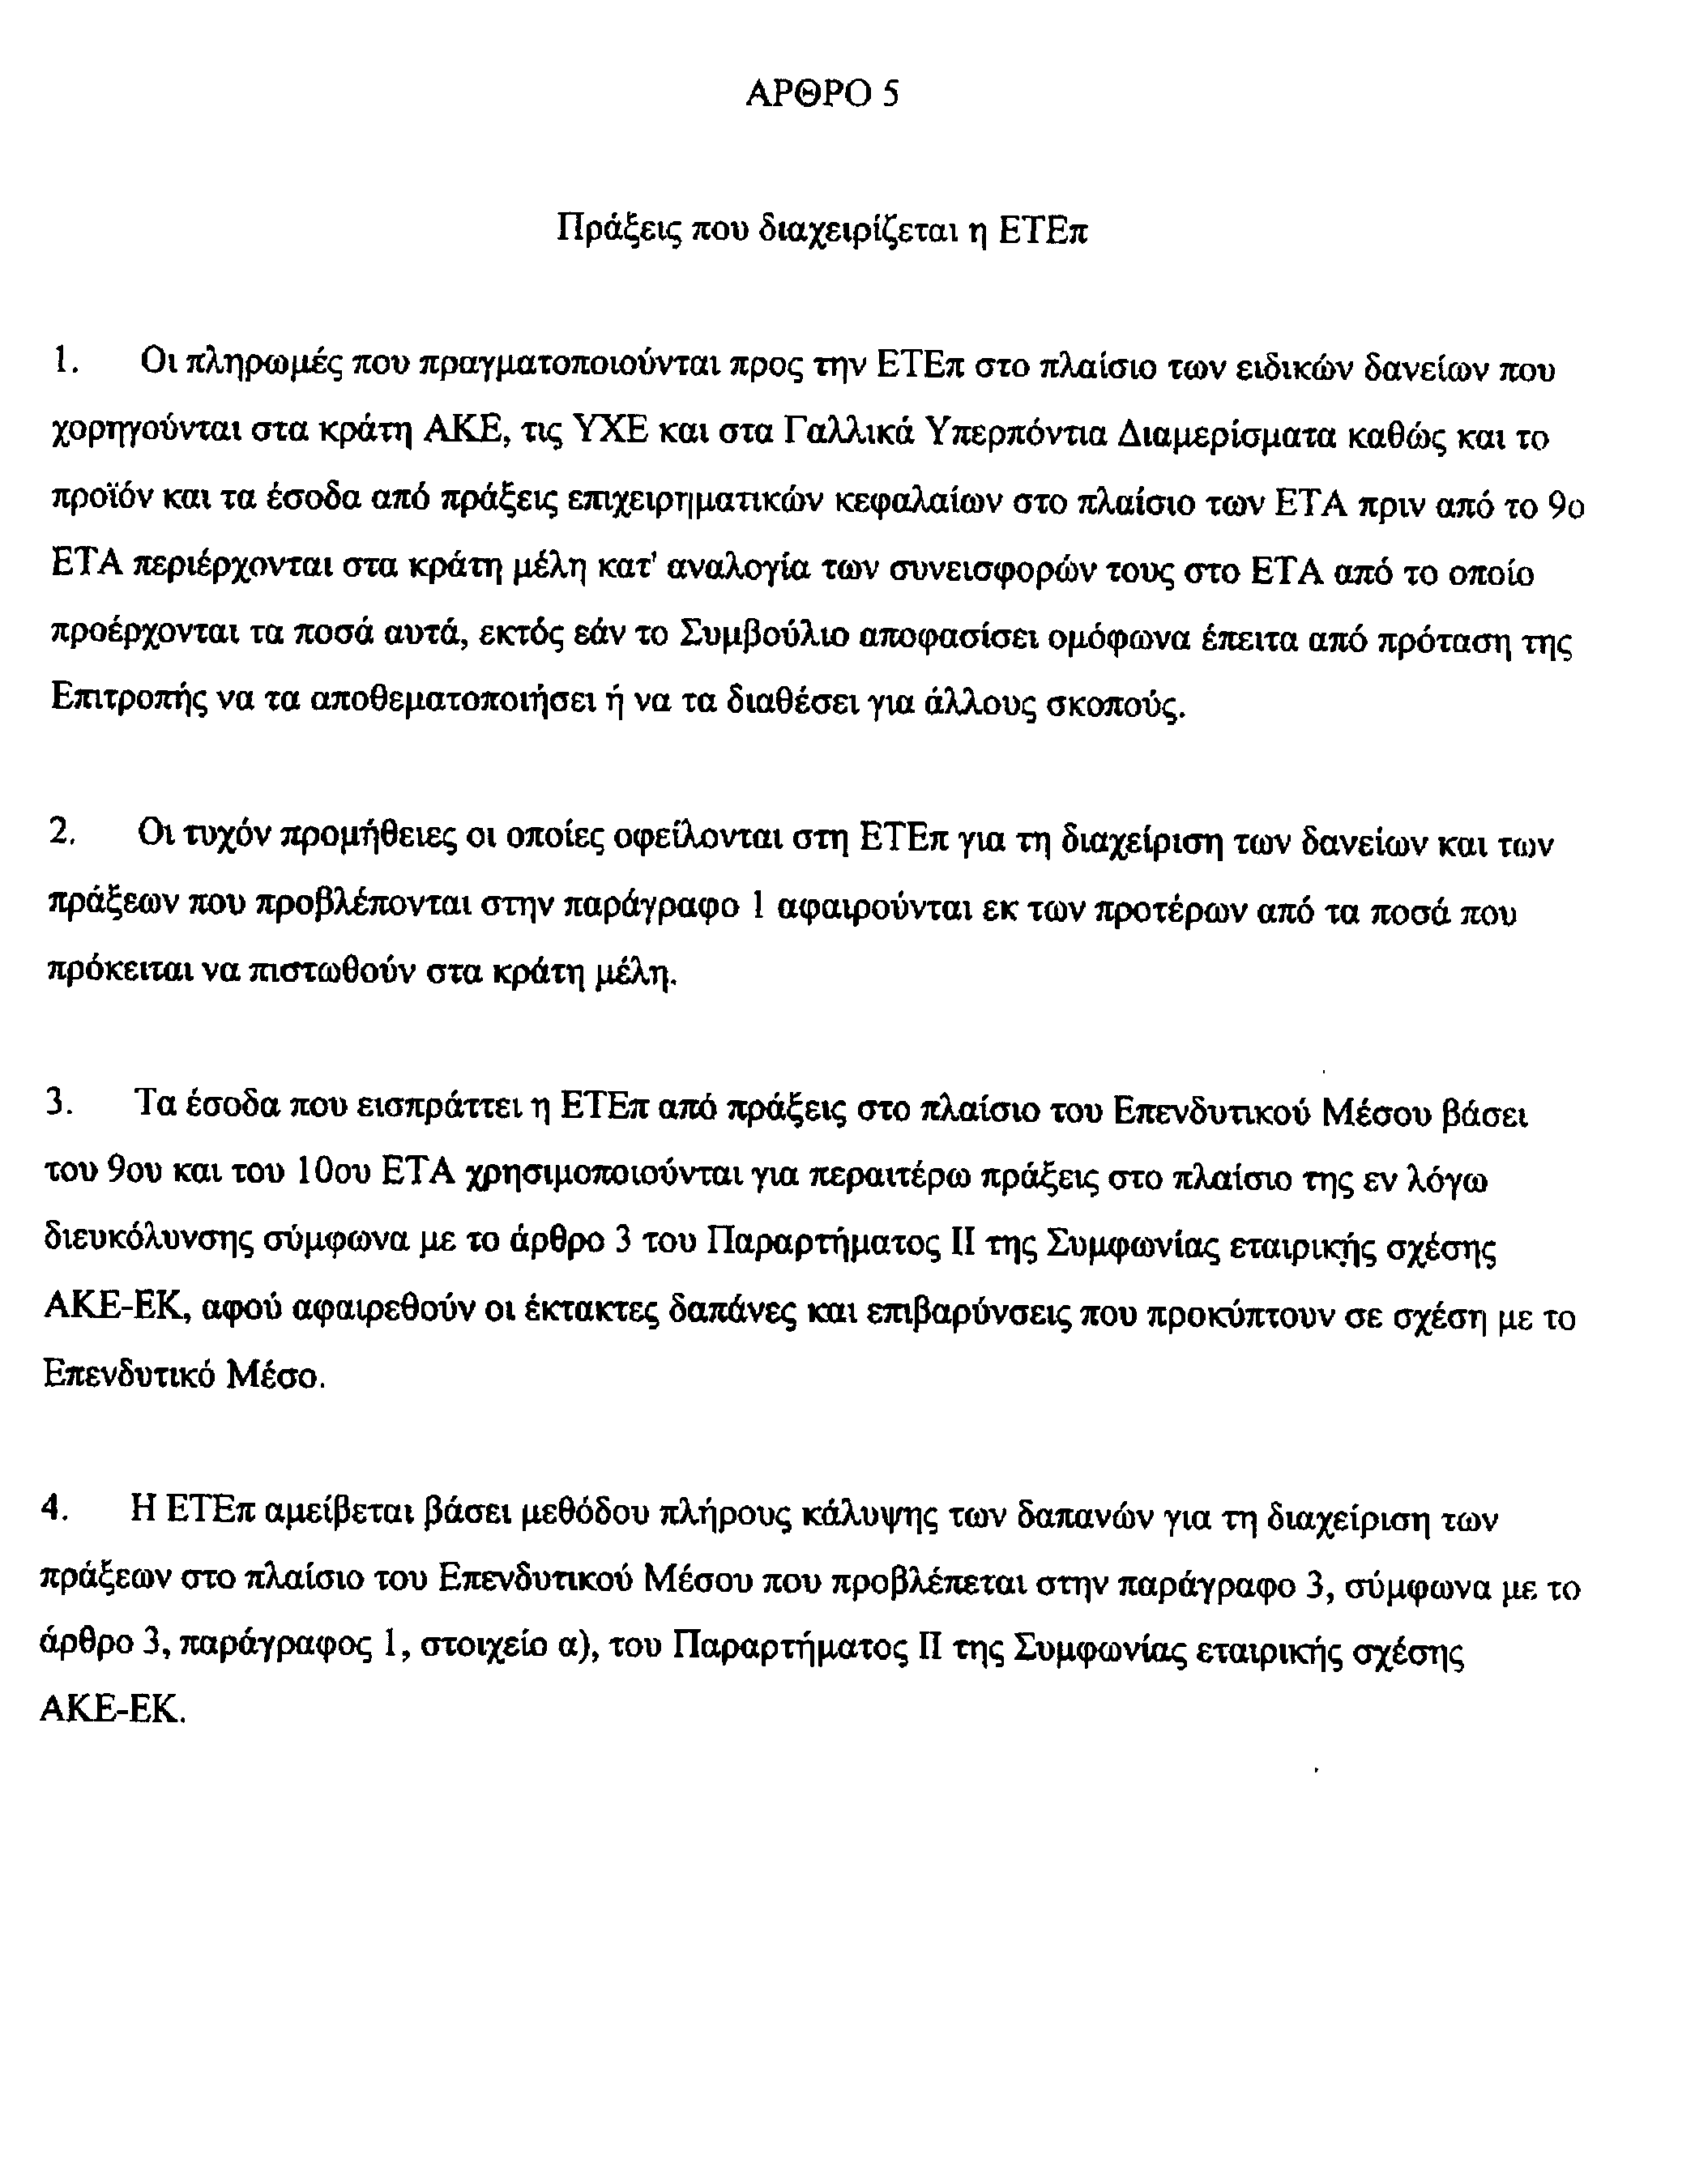 ΑΡΘΡΟ 5
Πράξεις που διαχειρίζεται η ΕΤΕπ
1. Οι πληρωμές που πραγματοποιούνται προς την ΕΤΕπ στο πλαίσιο των ειδικών δανείων που
χορηγούνται στα κράτη ΑΚΕ, τις ΥΧΕ και στα Γαλλικά Υπερπόντια Διαμερίσματα καθώς και το
προϊόν και τα έσοδα από πράξεις επιχειρηματικών κεφαλαίων στο πλαίσιο των ΕΤΑ πριν από το 9ο
ΕΤΑ περιέρχονται στα κράτη μέλη κατ' αναλογία των συνεισφορών τους στο ΕΤΑ από το οποίο
προέρχονται τα ποσά αυτά, εκτός εάν το Συμβούλιο αποφασίσει ομόφωνα έπειτα από πρόταση της
Επιτροπής να τα αποθεματοποιήσει ή να τα διαθέσει για άλλους σκοπούς.
2. Οι τυχόν προμήθειες οι οποίες οφείλονται στη ΕΤΕπ για τη διαχείριση των δανείων και των
πράξεων που προβλέπονται στην παράγραφο 1 αφαιρούνται εκ των προτέρων από τα ποσά που
πρόκειται να πιστωθούν στα κράτη μέλη.
3. Τα έσοδα που εισπράττει η ΕΤΕπ από πράξεις στο πλαίσιο του Επενδυτικού Μέσου βάσει
του 9ου και του 10ου ΕΤΑ χρησιμοποιούνται για περαιτέρω πράξεις στο πλαίσιο της εν λόγω
διευκόλυνσης σύμφωνα με το άρθρο 3 του Παραρτήματος ΙΙ της Συμφωνίας εταιρικής σχέσης
ΑΚΕ-ΕΚ, αφού αφαιρεθούν οι έκτακτες δαπάνες και επιβαρύνσεις που προκύπτουν σε σχέση με το
Επενδυτικό Μέσο.
4. Η ΕΤΕπ αμείβεται βάσει μεθόδου πλήρους κάλυψης των δαπανών για τη διαχείριση των
πράξεων στο πλαίσιο του Επενδυτικού Μέσου που προβλέπεται στην παράγραφο 3, σύμφωνα με το
άρθρο 3, παράγραφος 1, στοιχείο α), του Παραρτήματος ΙΙ της Συμφωνίας εταιρικής σχέσης
ΑΚΕ-ΕΚ.